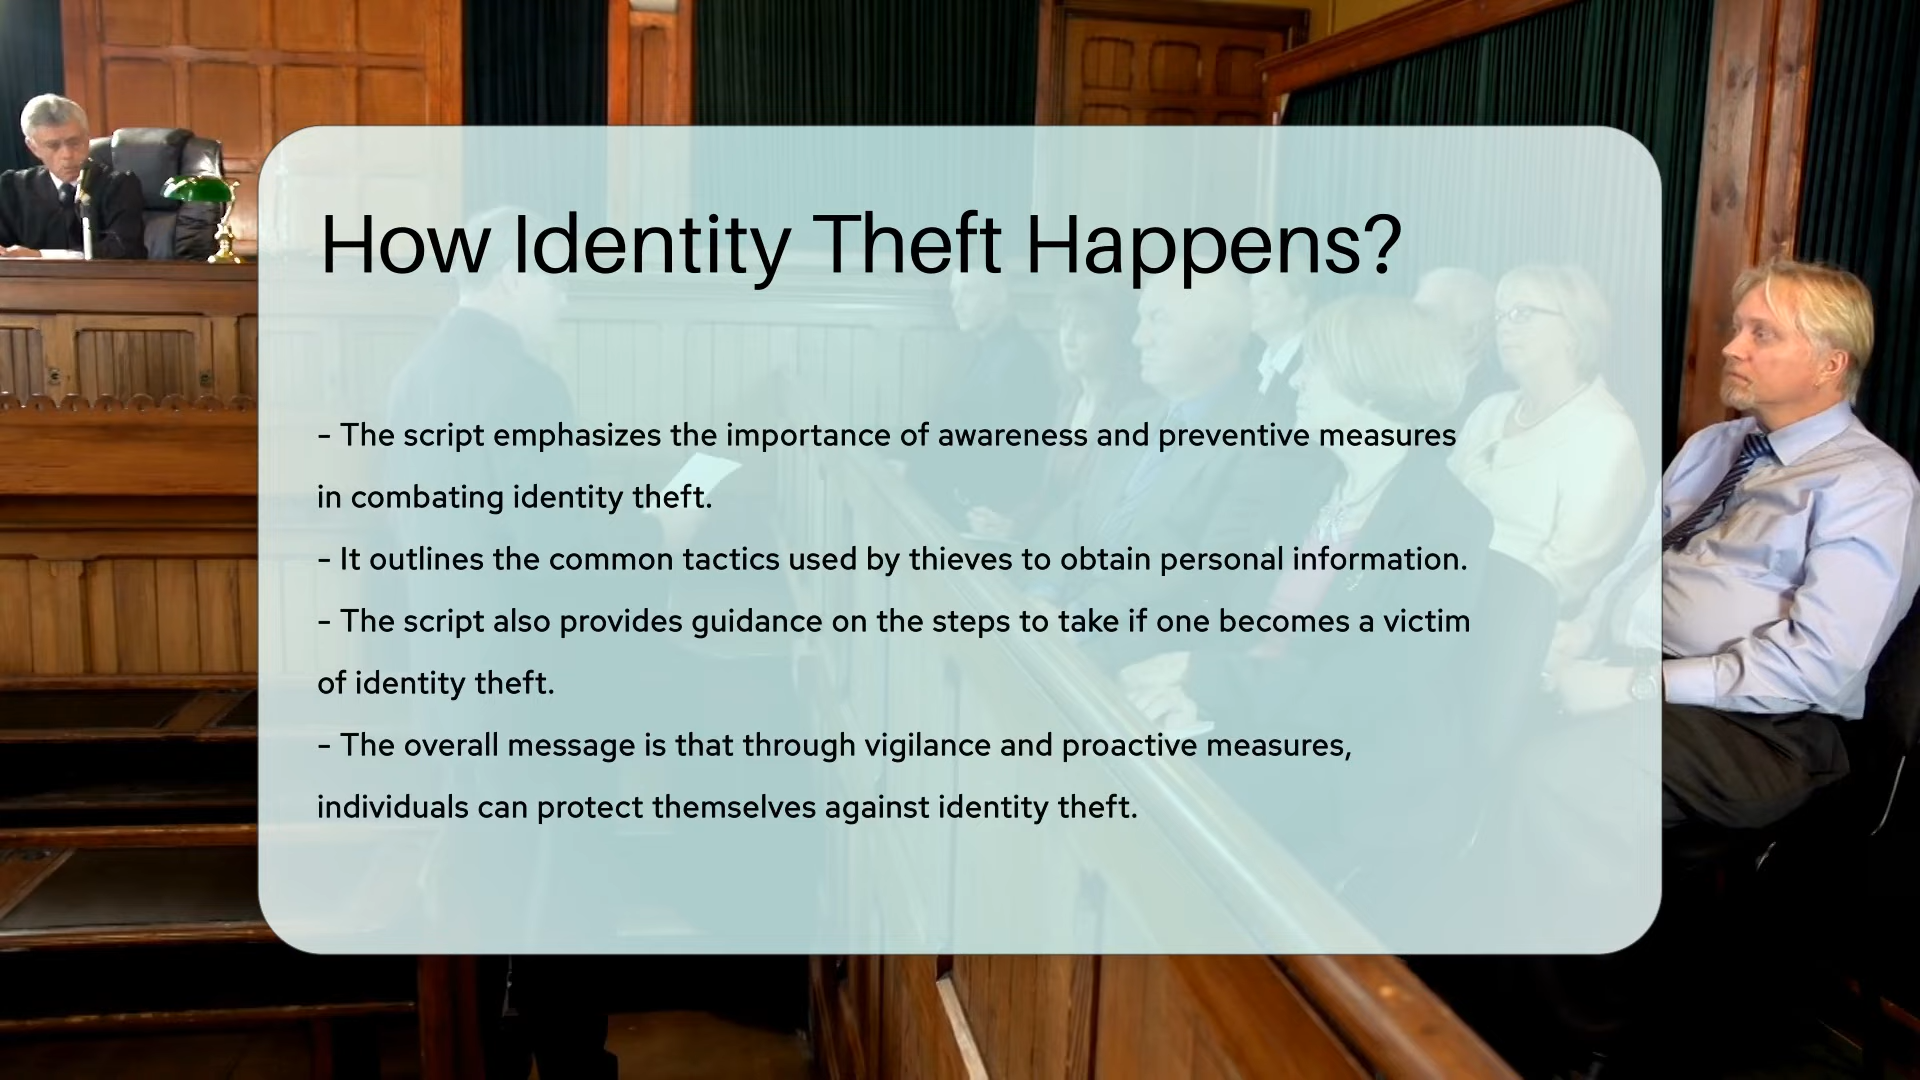 How Identity Theft Happens?
– The script emphasizes the importance of awareness and preventive measures
in combating identity theft.
– It outlines the common tactics used by thieves to obtain personal information.
– The script also provides guidance on the steps to take if one becomes a victim
of identity theft.
– The overall message is that through vigilance and proactive measures,
individuals can protect themselves against identity theft.